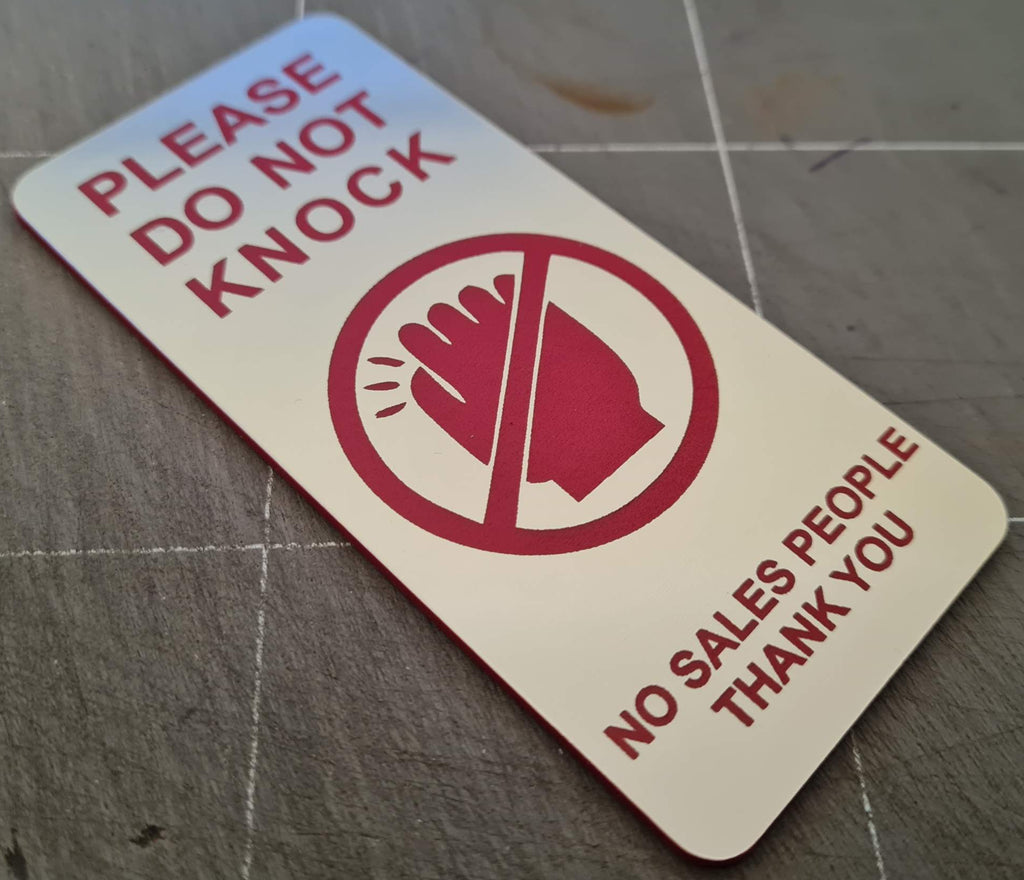 PLEASE
DO NOT
KNOCK
NO SALES PEOPLE
THANK YOU